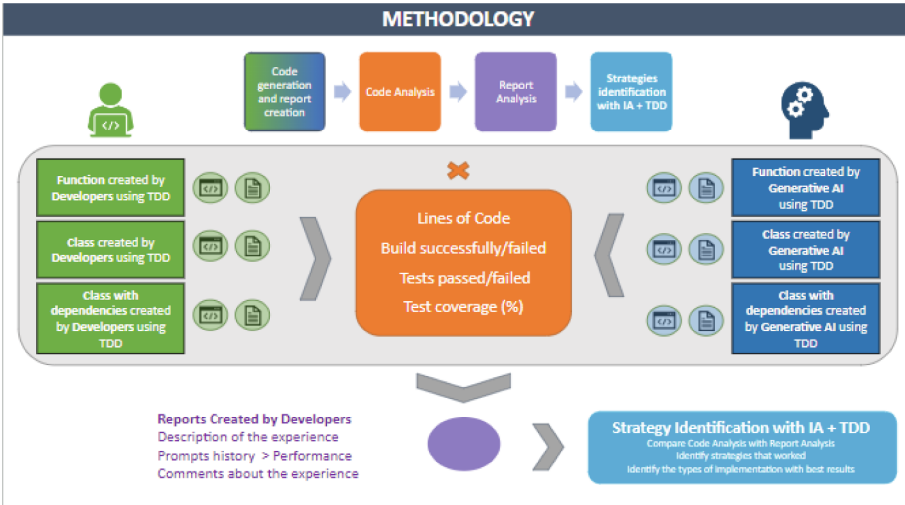 METHODOLOGY
Code
generation
and report
creation
Code Analysis
Report
Analysis
Strategies
identification
with IA + TDD
</>
Function created by
Developers using TDD
Class created by
Developers using TDD
Class with
dependencies created
by Developers using
TDD
Lines of Code
Build successfully/failed
Tests passed/failed
Test coverage (%)
Function created by
Generative AI
using TDD
Class created by
Generative AI
using TDD
Class with
dependencies created
by Generative AI using
TDD
Reports Created by Developers
Description of the experience
Prompts history > Performance
Comments about the experience
Strategy Identification with IA + TDD
Compare Code Analysis with Report Analysis
Identify strategies that worked
Identify the types of implementation with best results